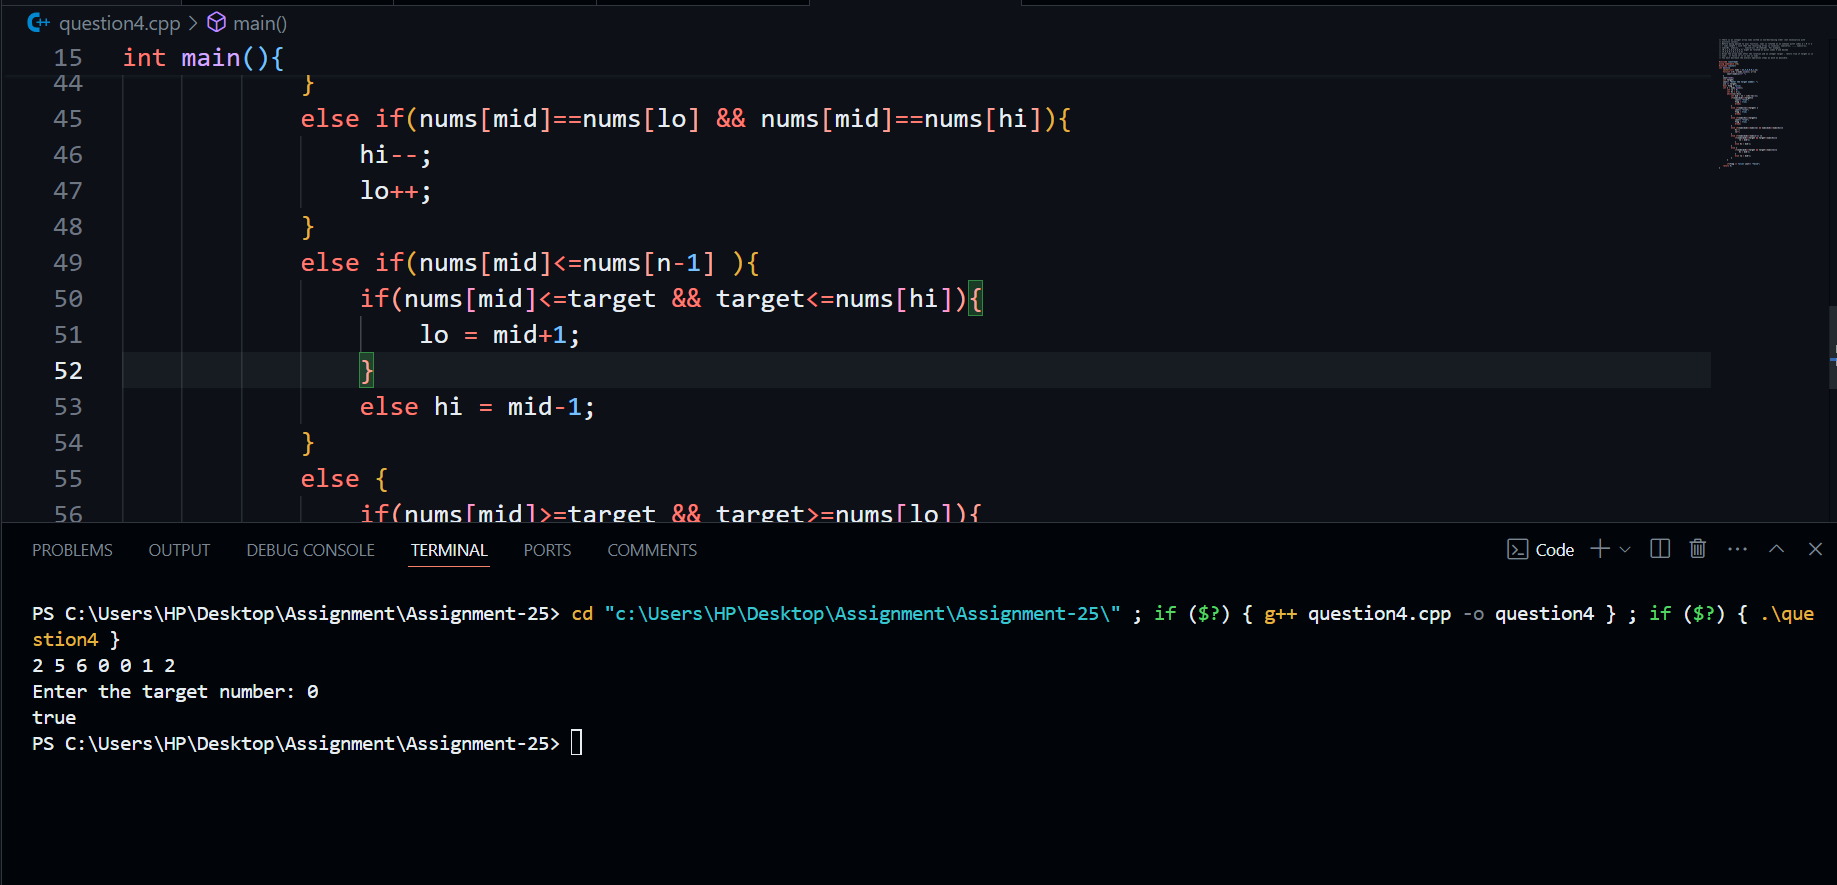 question4.cpp > main()
15 int main(){
44 }
45 else if(nums[mid]==nums[lo] && nums[mid]==nums[hi]){
46 hi--;
47 lo++;
48 }
49 else if(nums[mid]<=nums[n-1] ){
50 if(nums[mid]<=target && target<=nums[hi]){
51 lo = mid+1;
52 }
53 else hi = mid-1;
54 }
55 else {
56 if(nums[mid]>=target && target>=nums[lo]){
PROBLEMS OUTPUT DEBUG CONSOLE TERMINAL PORTS COMMENTS Code
PS C:\Users\HP\Desktop\Assignment\Assignment-25> cd "c:\Users\HP\Desktop\Assignment\Assignment-25\" ; if ($?) { g++ question4.cpp -o question4 } ; if ($?) { .\que
stion4 }
2 5 6 0 0 1 2
Enter the target number: 0
true
PS C:\Users\HP\Desktop\Assignment\Assignment-25>